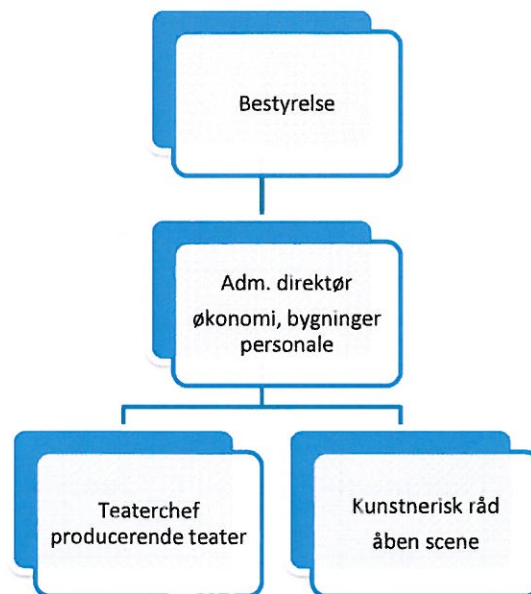 Bestyrelse
Adm. direktør
økonomi, bygninger
personale
Teaterchef
producerende teater
Kunstnerisk råd
åben scene